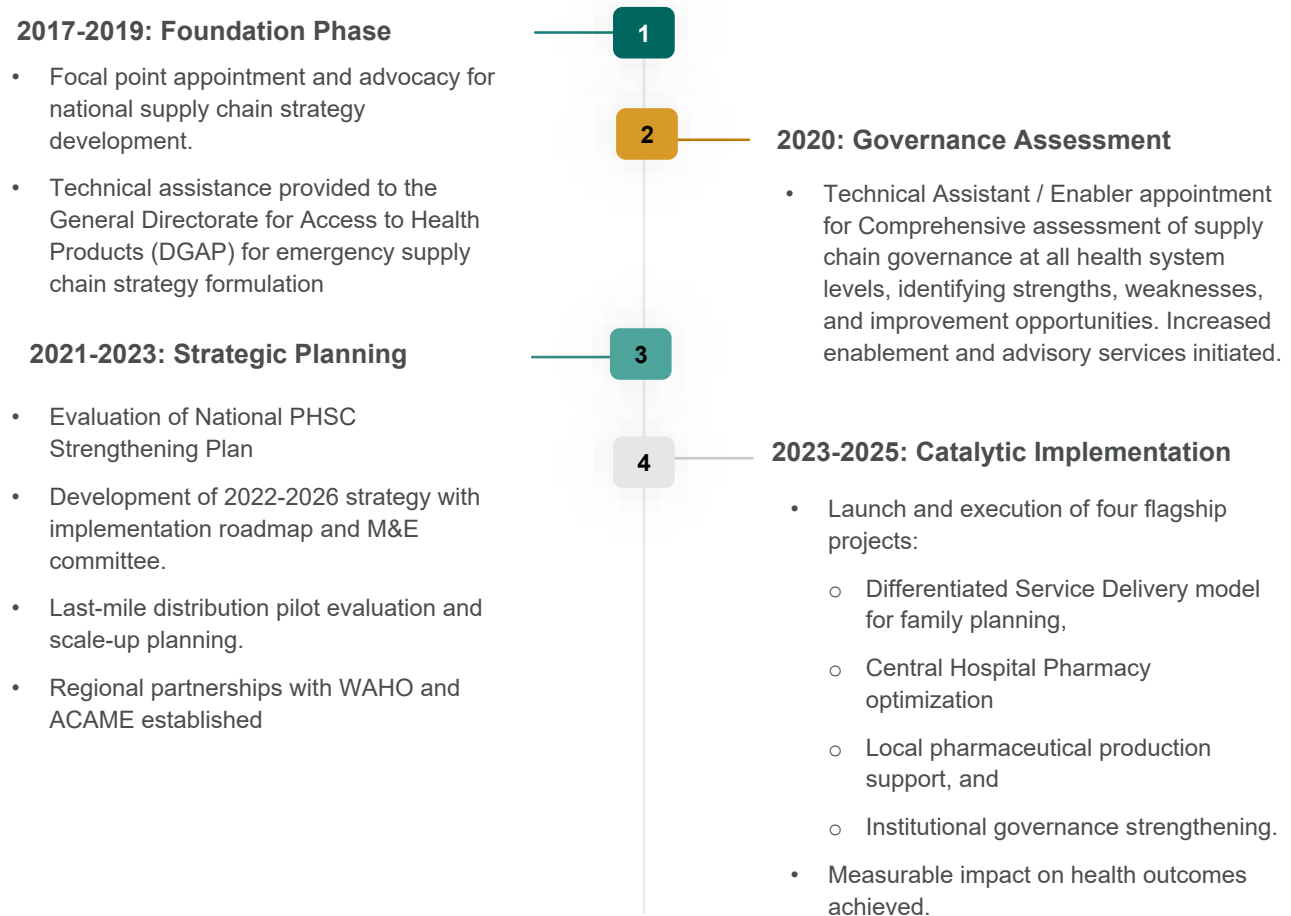 2017-2019: Foundation Phase
• Focal point appointment and advocacy for
national supply chain strategy
development.
• Technical assistance provided to the
General Directorate for Access to Health
Products (DGAP) for emergency supply
chain strategy formulation
1
2
2020: Governance Assessment
• Technical Assistant / Enabler appointment
for Comprehensive assessment of supply
chain governance at all health system
levels, identifying strengths, weaknesses,
and improvement opportunities. Increased
enablement and advisory services initiated.
2021-2023: Strategic Planning
3
• Evaluation of National PHSC
Strengthening Plan
• Development of 2022-2026 strategy with
implementation roadmap and M&E
committee.
• Last-mile distribution pilot evaluation and
scale-up planning.
• Regional partnerships with WAHO and
ACAME established
4
2023-2025: Catalytic Implementation
• Launch and execution of four flagship
projects:
o Differentiated Service Delivery model
for family planning,
o Central Hospital Pharmacy
optimization
o Local pharmaceutical production
support, and
o Institutional governance strengthening.
• Measurable impact on health outcomes
achieved.